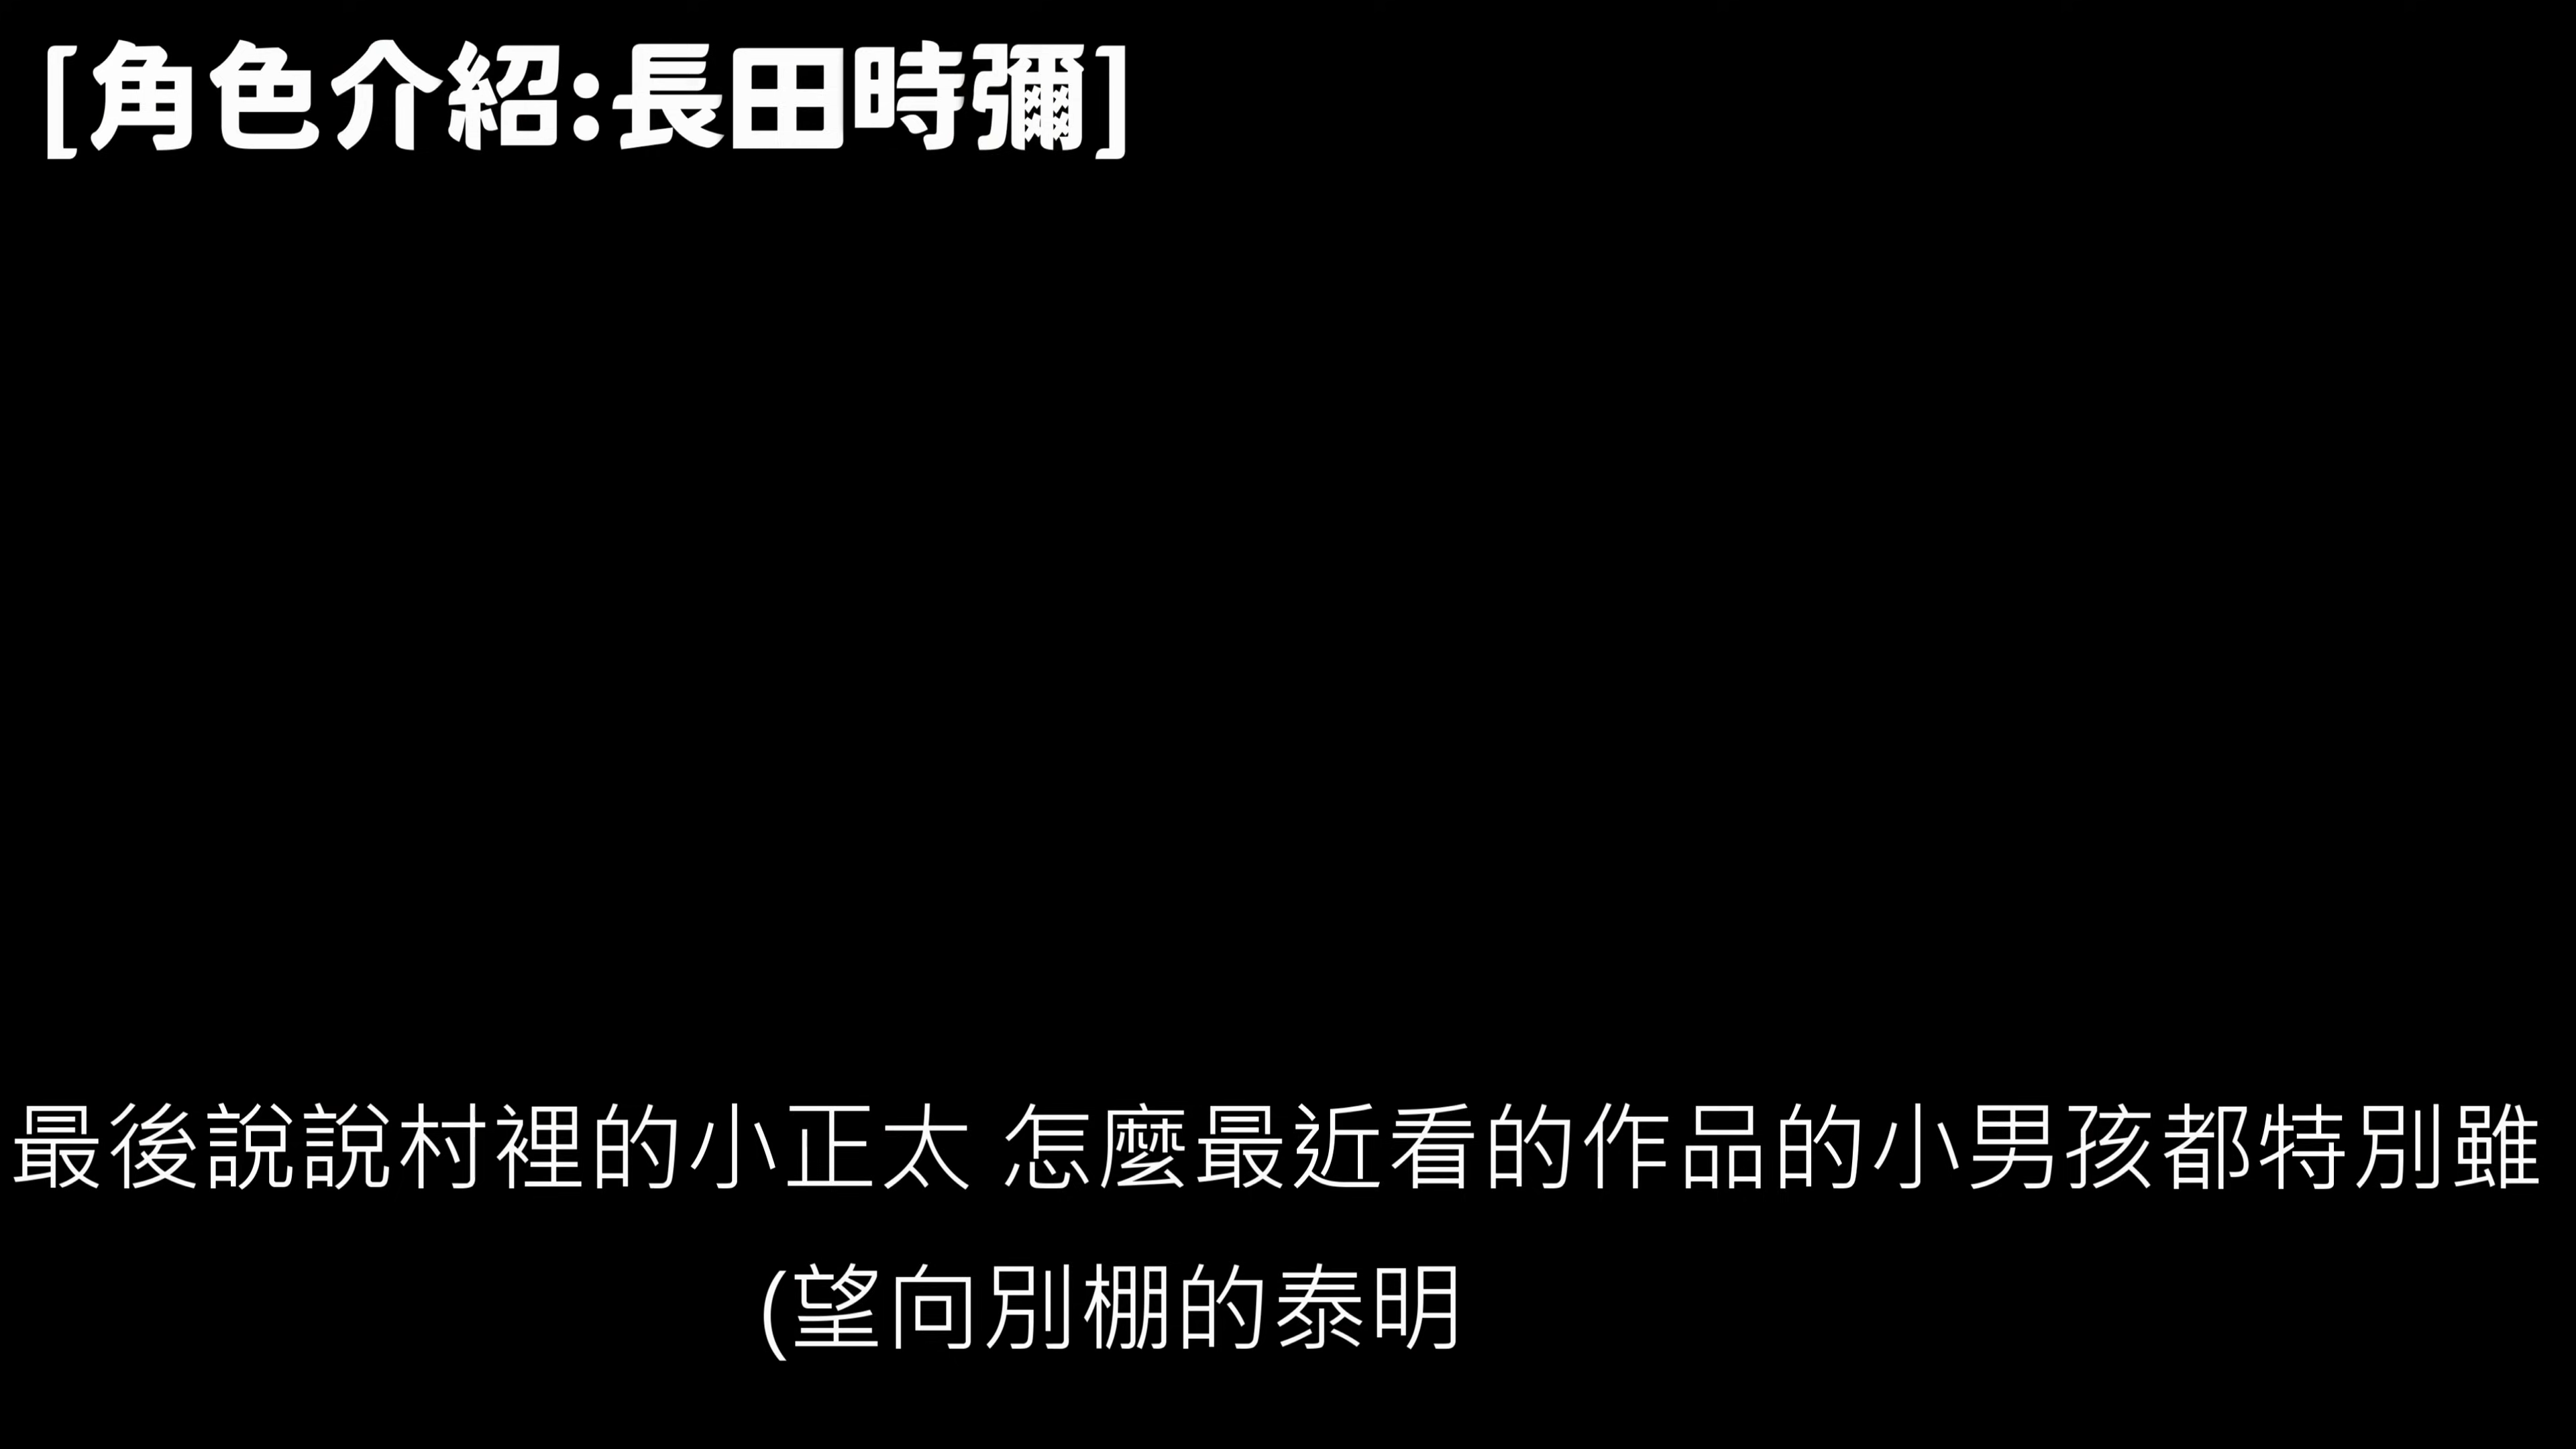 [角色介紹:長田時彌]
最後說說村裡的小正太 怎麼最近看的作品的小男孩都特別雖
(望向別棚的泰明